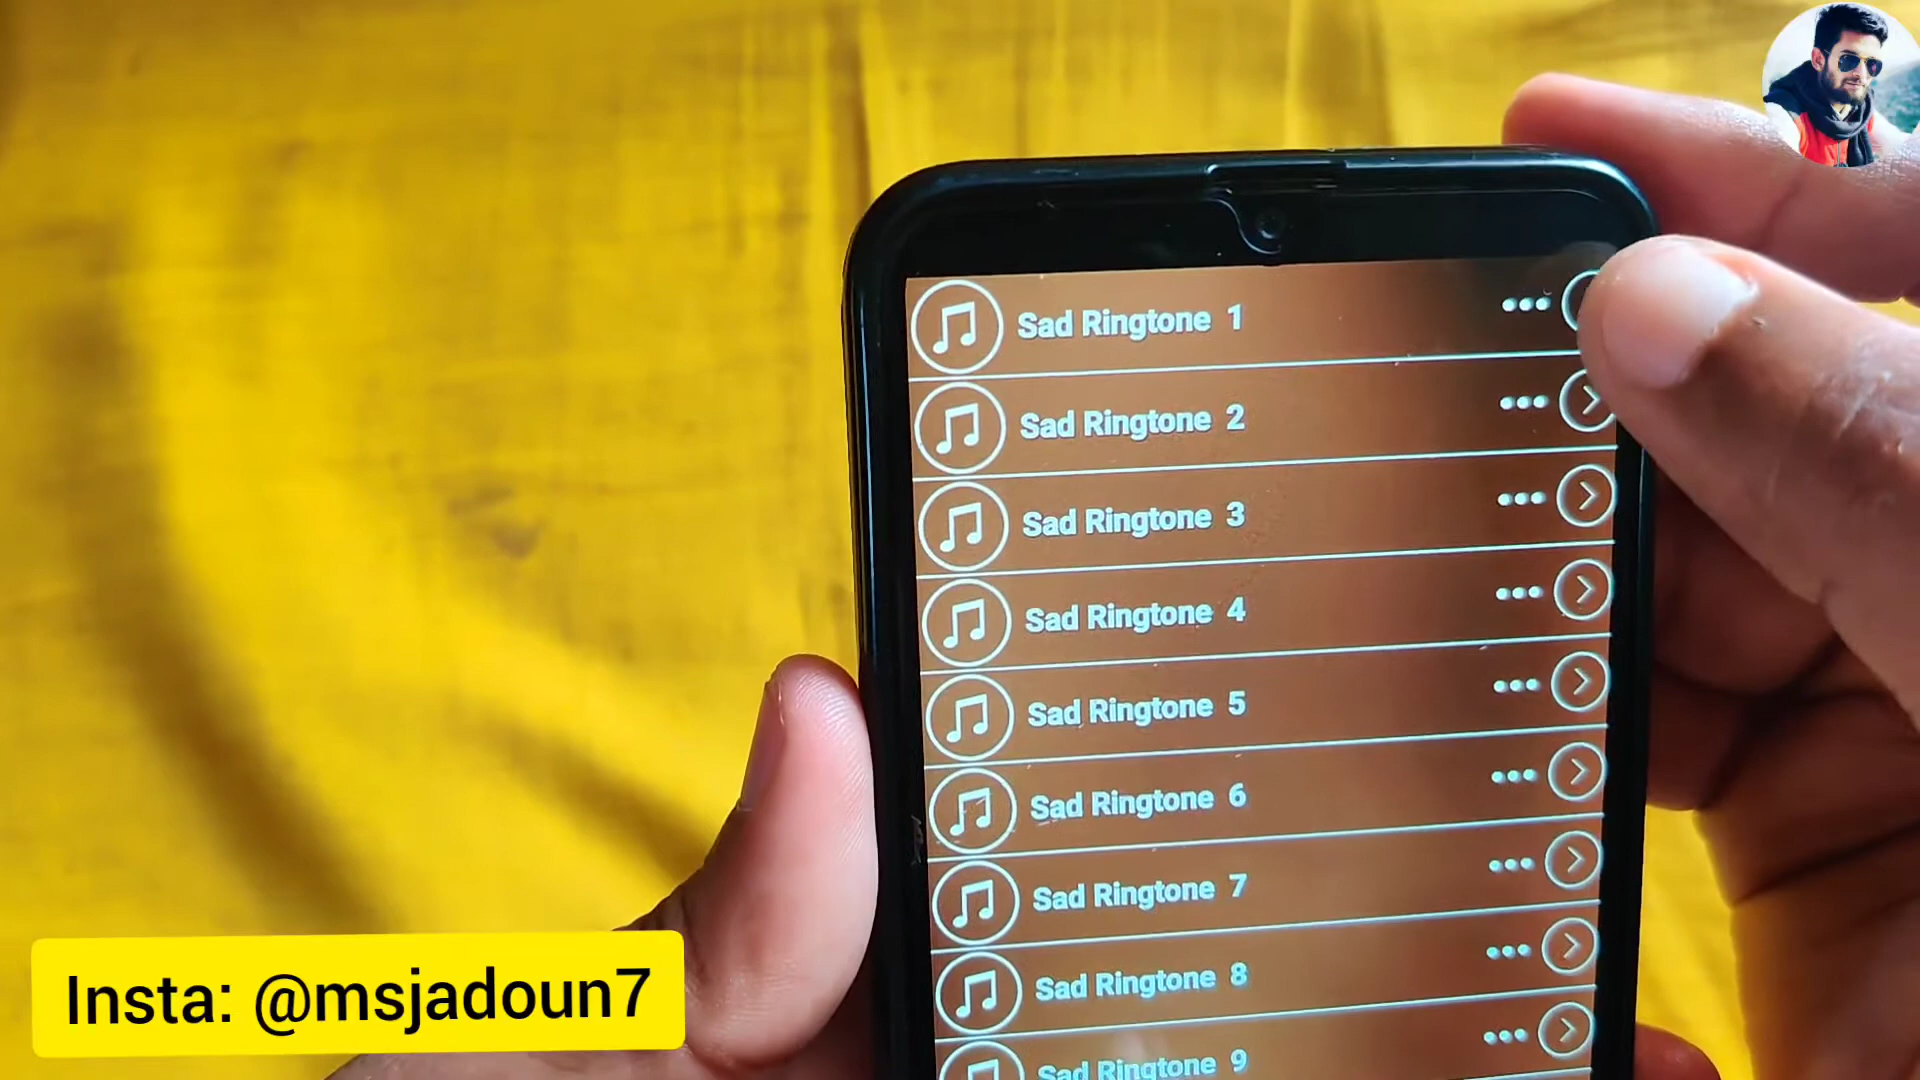 Sad Ringtone 1
Sad Ringtone 2
Sad Ringtone 3
Sad Ringtone 4
Sad Ringtone 5
Sad Ringtone 6
Sad Ringtone 7
Sad Ringtone 8
Sad Ringtone 9
Insta: @msjadoun7